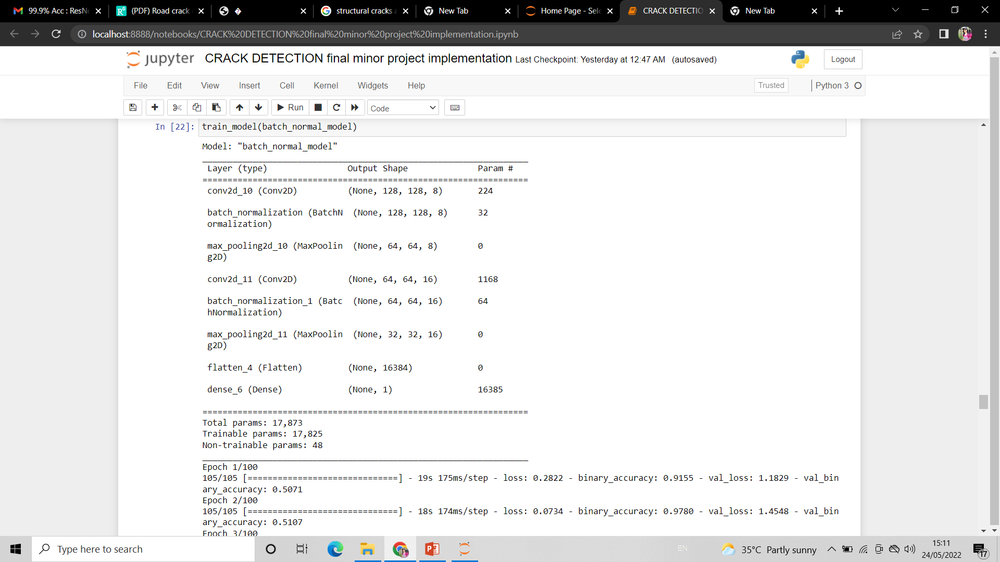 99.9% Acc : ResNe
(PDF) Road crack
�
structural cracks a
New Tab
Home Page - Sele
CRACK DETECTIO
New Tab
localhost:8888/notebooks/CRACK%20DETECTION%20final%20minor%20project%20implementation.ipynb
jupyter CRACK DETECTION final minor project implementation Last Checkpoint: Yesterday at 12:47 AM (autosaved)
Logout
File Edit View Insert Cell Kernel Widgets Help
Trusted
Python 3
Run
Code
In [22]: train_model(batch_normal_model)
Model: "batch_normal_model"
_________________________________________________________________
Layer (type) Output Shape Param #
=================================================================
conv2d_10 (Conv2D) (None, 128, 128, 8) 224
batch_normalization (BatchN (None, 128, 128, 8) 32
ormalization)
max_pooling2d_10 (MaxPoolin (None, 64, 64, 8) 0
g2D)
conv2d_11 (Conv2D) (None, 64, 64, 16) 1168
batch_normalization_1 (Batc (None, 64, 64, 16) 64
hNormalization)
max_pooling2d_11 (MaxPoolin (None, 32, 32, 16) 0
g2D)
flatten_4 (Flatten) (None, 16384) 0
dense_6 (Dense) (None, 1) 16385
=================================================================
Total params: 17,873
Trainable params: 17,825
Non-trainable params: 48
_________________________________________________________________
Epoch 1/100
105/105 [==============================] - 19s 175ms/step - loss: 0.2822 - binary_accuracy: 0.9155 - val_loss: 1.1829 - val_bin
ary_accuracy: 0.5071
Epoch 2/100
105/105 [==============================] - 18s 174ms/step - loss: 0.0734 - binary_accuracy: 0.9780 - val_loss: 1.4548 - val_bin
ary_accuracy: 0.5107
Epoch 3/100
Type here to search
EN
35°C Partly sunny
15:11
24/05/2022
17